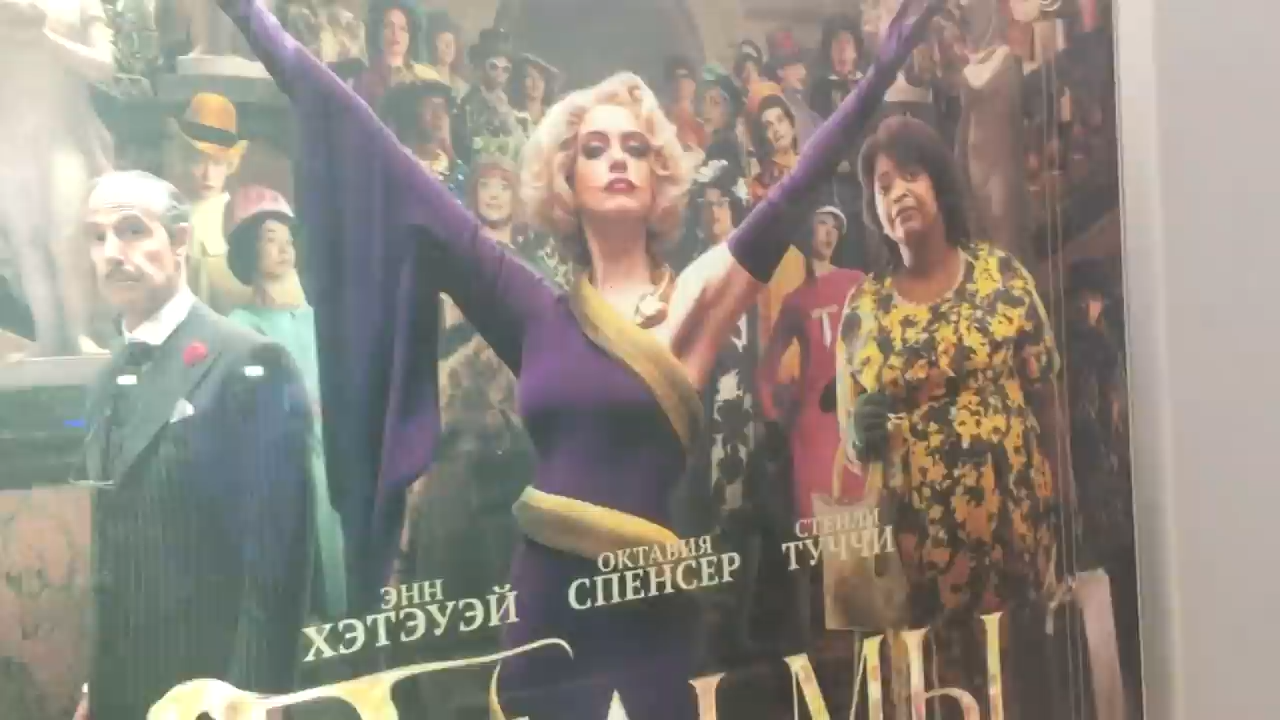 ЭНН
ХЭТЭУЭЙ
ОКТАВИЯ
СПЕНСЕР
СТЕНЛИ
ТУЧЧИ